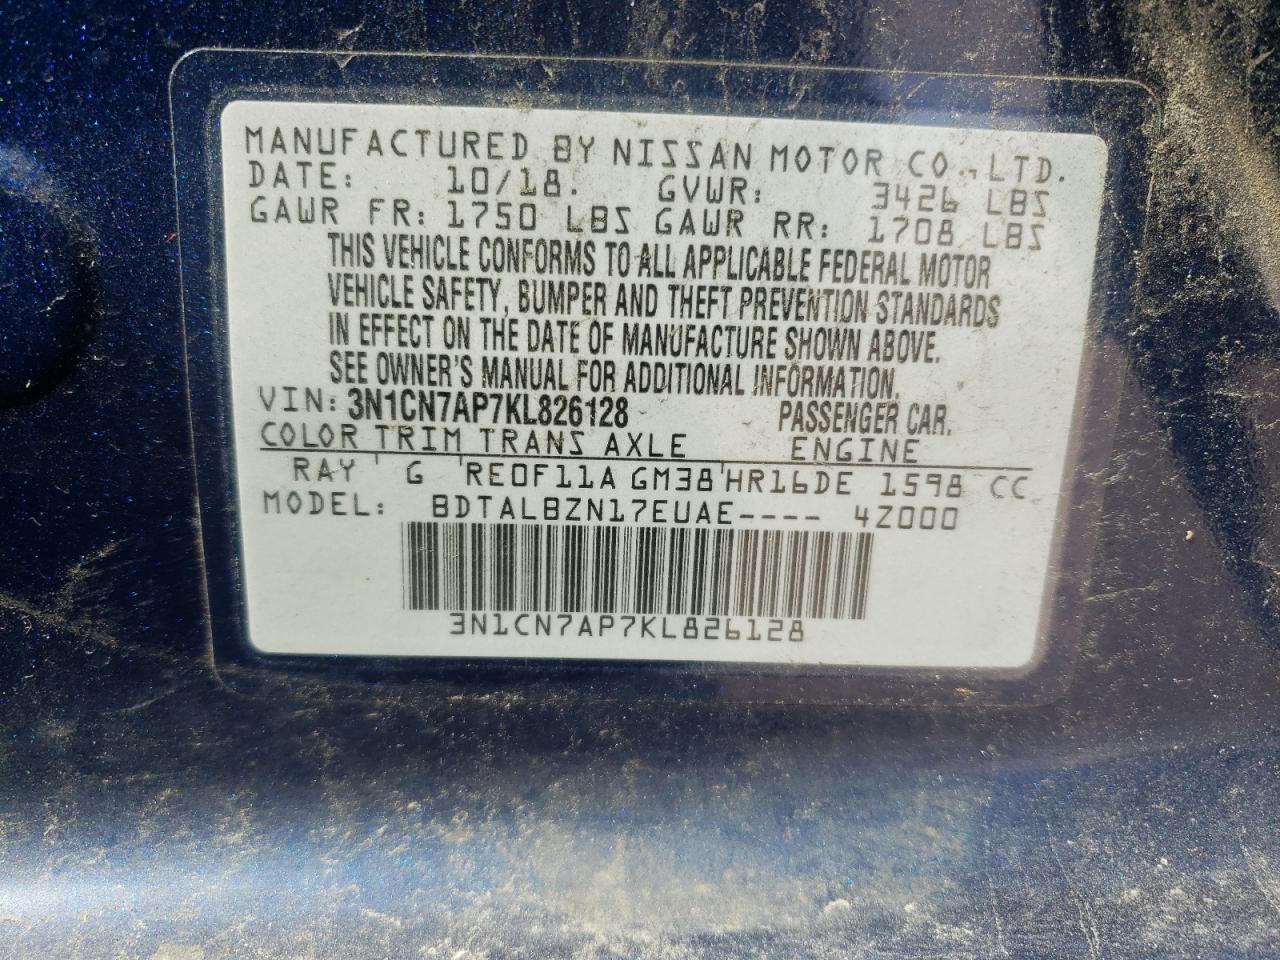 MANUFACTURED BY NISSAN MOTOR CO., LTD.
DATE: 10/18. GVWR: 3426 LBS
GAWR FR: 1750 LBS GAWR RR: 1708 LBS
THIS VEHICLE CONFORMS TO ALL APPLICABLE FEDERAL MOTOR
VEHICLE SAFETY, BUMPER AND THEFT PREVENTION STANDARDS
IN EFFECT ON THE DATE OF MANUFACTURE SHOWN ABOVE.
SEE OWNER'S MANUAL FOR ADDITIONAL INFORMATION.
VIN: 3N1CN7AP7KL826128 PASSENGER CAR.
COLOR TRIM TRANS AXLE ENGINE
RAY ' G ' RE0F11A GM38 ' HR16DE 1598 CC
MODEL: BDTALBZN17EUAE---- 4Z000
3N1CN7AP7KL826128